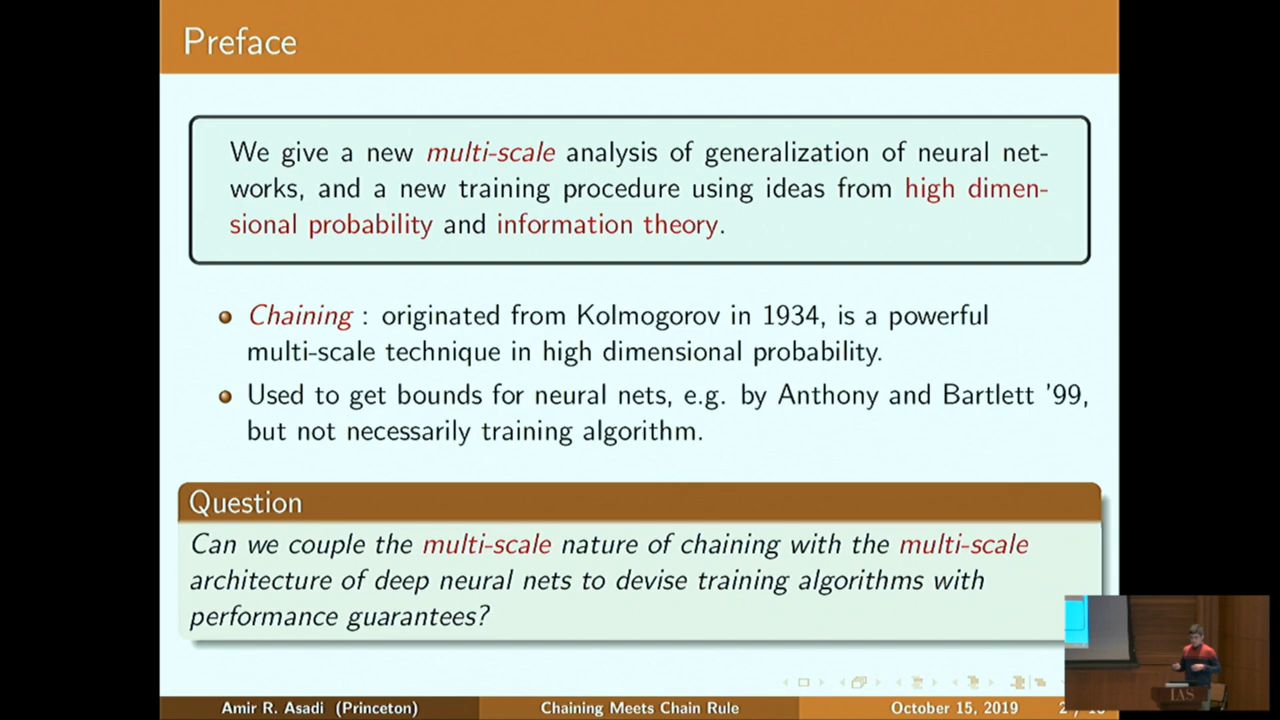 Preface
We give a new multi-scale analysis of generalization of neural net-
works, and a new training procedure using ideas from high dimen-
sional probability and information theory.
Chaining : originated from Kolmogorov in 1934, is a powerful
multi-scale technique in high dimensional probability.
Used to get bounds for neural nets, e.g. by Anthony and Bartlett '99,
but not necessarily training algorithm.
Question
Can we couple the multi-scale nature of chaining with the multi-scale
architecture of deep neural nets to devise training algorithms with
performance guarantees?
Amir R. Asadi (Princeton) Chaining Meets Chain Rule October 15, 2019
IAS